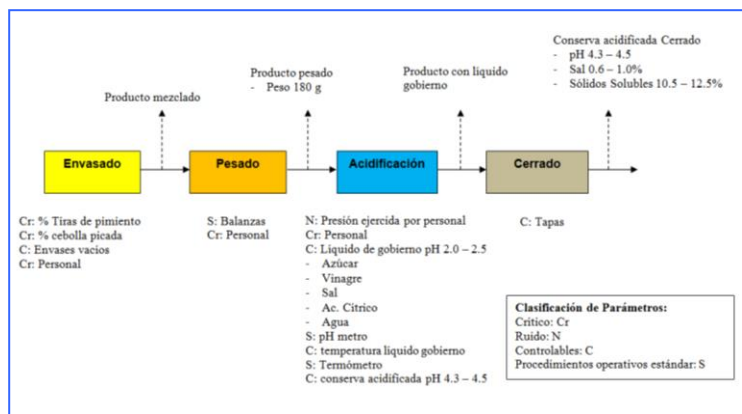 Conserva acidificada Cerrado
- pH 4.3 – 4.5
- Sal 0.6 – 1.0%
- Sólidos Solubles 10.5 – 12.5%
Producto pesado
- Peso 180 g
Producto con líquido
gobierno
Producto mezclado
Envasado
Pesado
Acidificación
Cerrado
Cr: % Tiras de pimiento
Cr: % cebolla picada
C: Envases vacios
Cr: Personal
S: Balanzas
Cr: Personal
N: Presión ejercida por personal
Cr: Personal
C: Liquido de gobierno pH 2.0 – 2.5
- Azúcar
- Vinagre
- Sal
- Ac. Cítrico
- Agua
S: pH metro
C: temperatura líquido gobierno
S: Termómetro
C: conserva acidificada pH 4.3 – 4.5
C: Tapas
Clasificación de Parámetros:
Crítico: Cr
Ruido: N
Controlables: C
Procedimientos operativos estándar: S